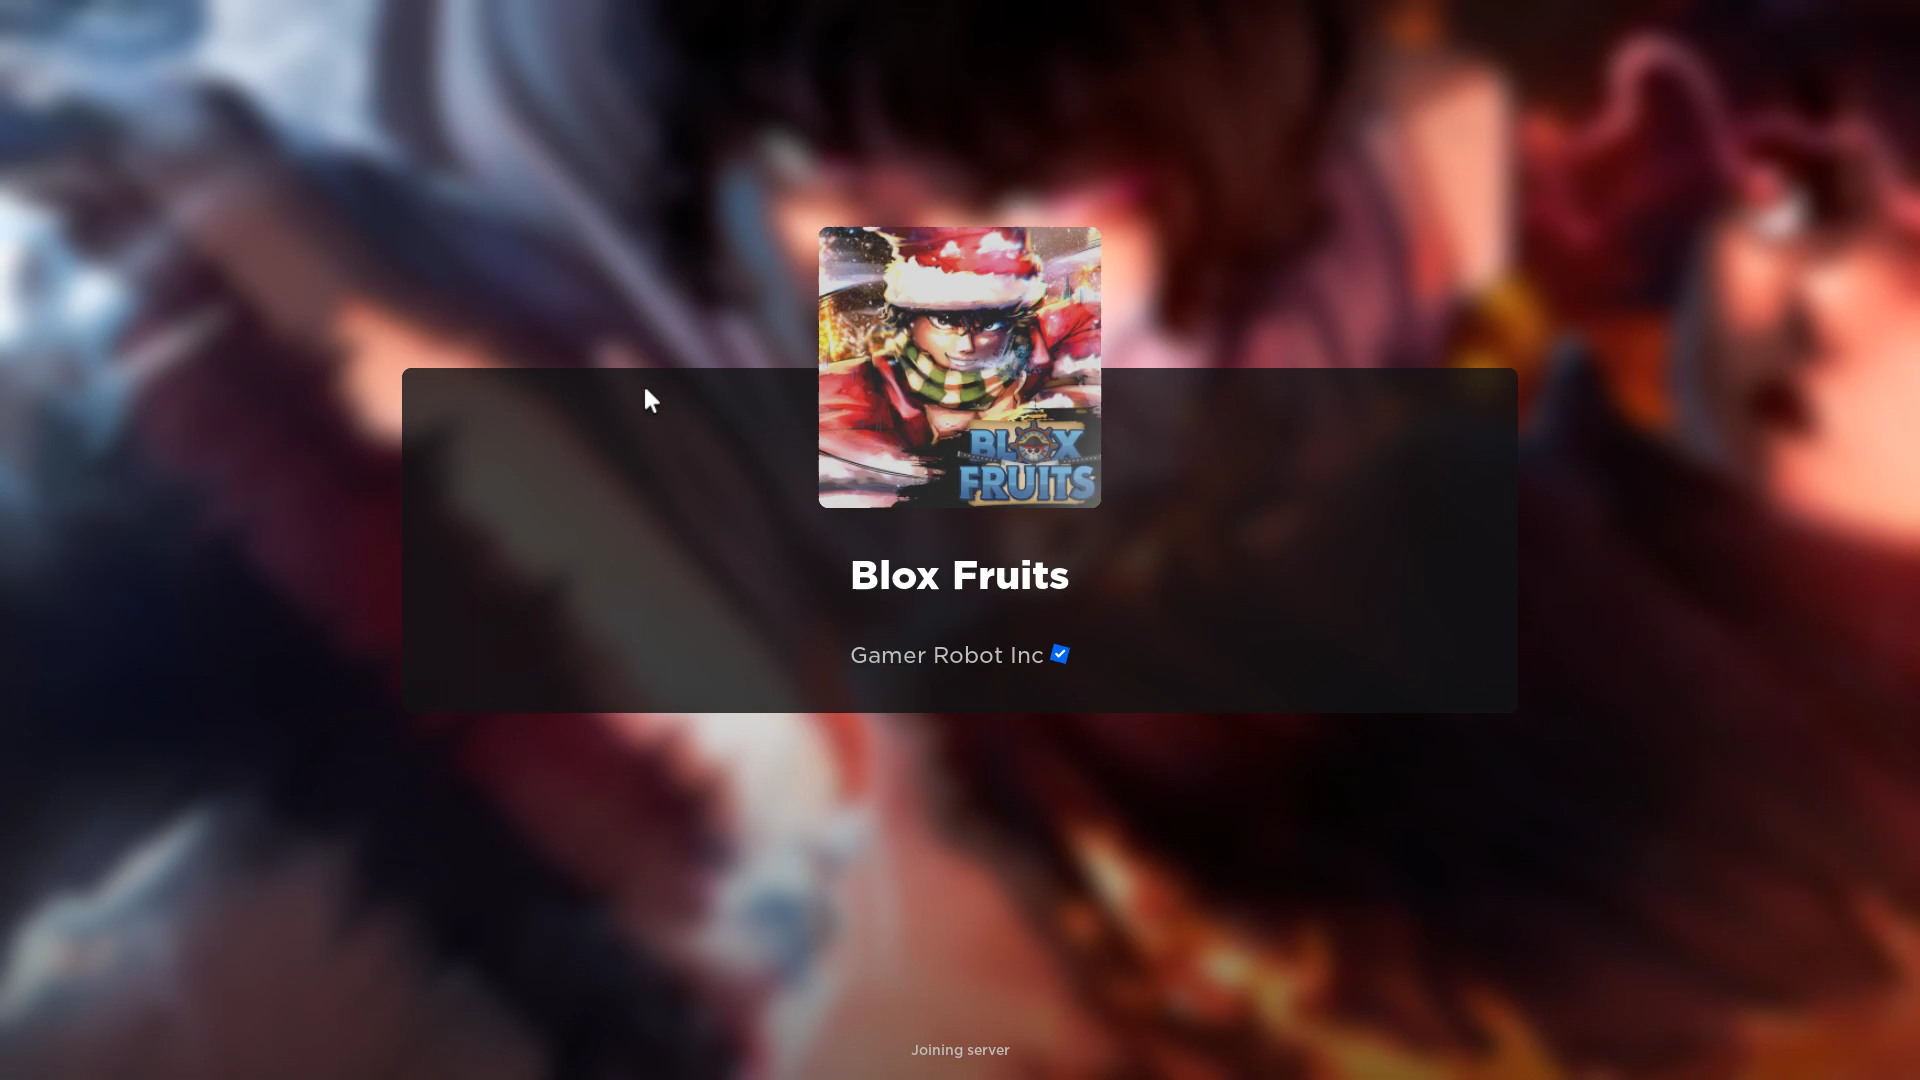 BLOX
FRUITS
Blox Fruits
Gamer Robot Inc
Joining server